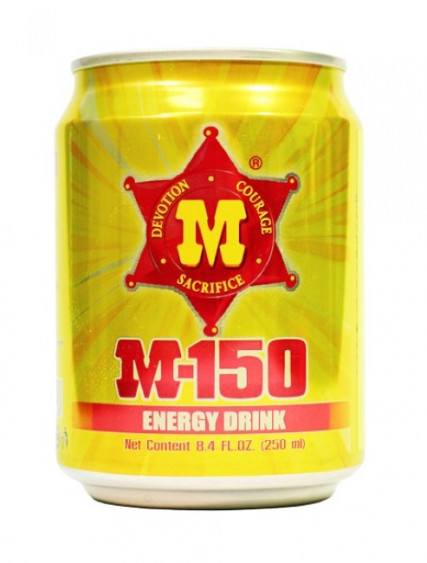 ®
DEVOTION
COURAGE
M
SACRIFICE
M-150
ENERGY DRINK
Net Content 8.4 FL.OZ. (250 ml)